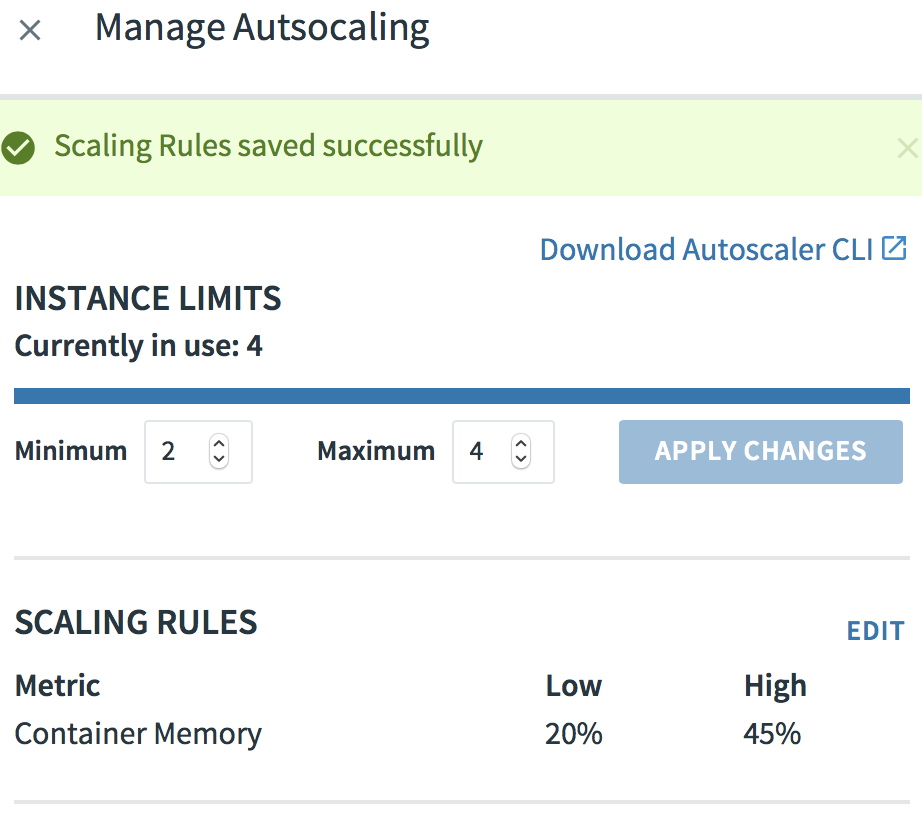 Manage Autsocaling
Scaling Rules saved successfully
Download Autoscaler CLI
INSTANCE LIMITS
Currently in use: 4
Minimum 2 Maximum 4 APPLY CHANGES
SCALING RULES EDIT
Metric Low High
Container Memory 20% 45%